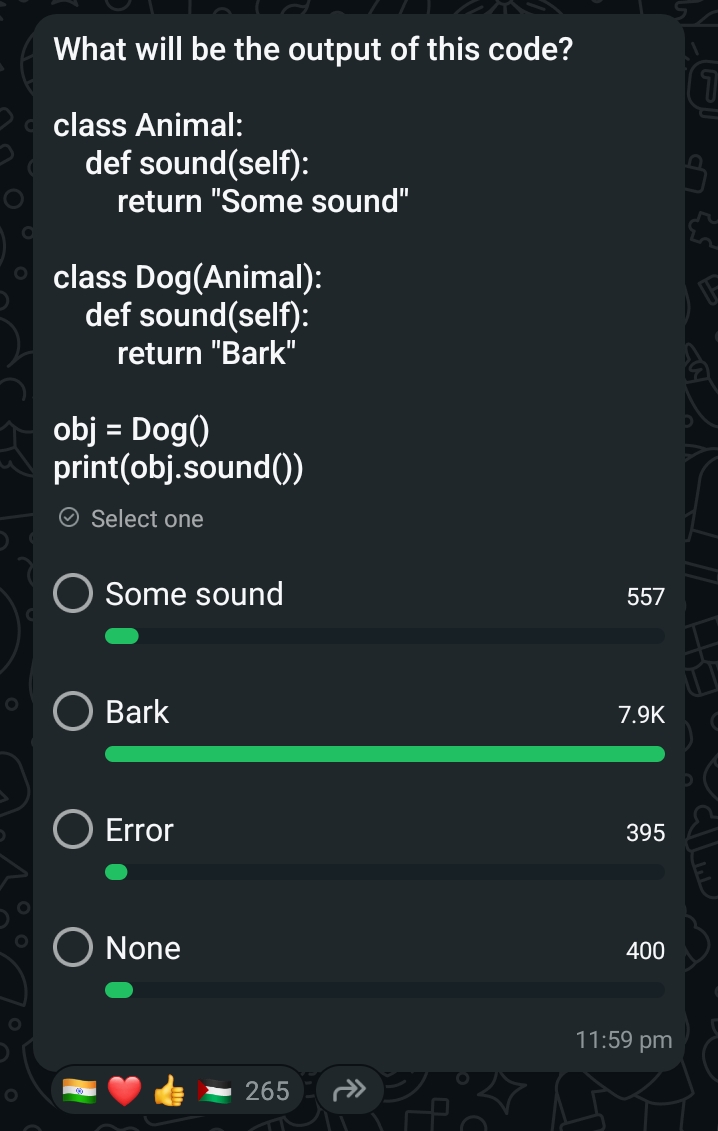 What will be the output of this code?
class Animal:
def sound(self):
return "Some sound"
class Dog(Animal):
def sound(self):
return "Bark"
obj = Dog()
print(obj.sound())
Select one
Some sound 557
Bark 7.9K
Error 395
None 400
11:59 pm
265